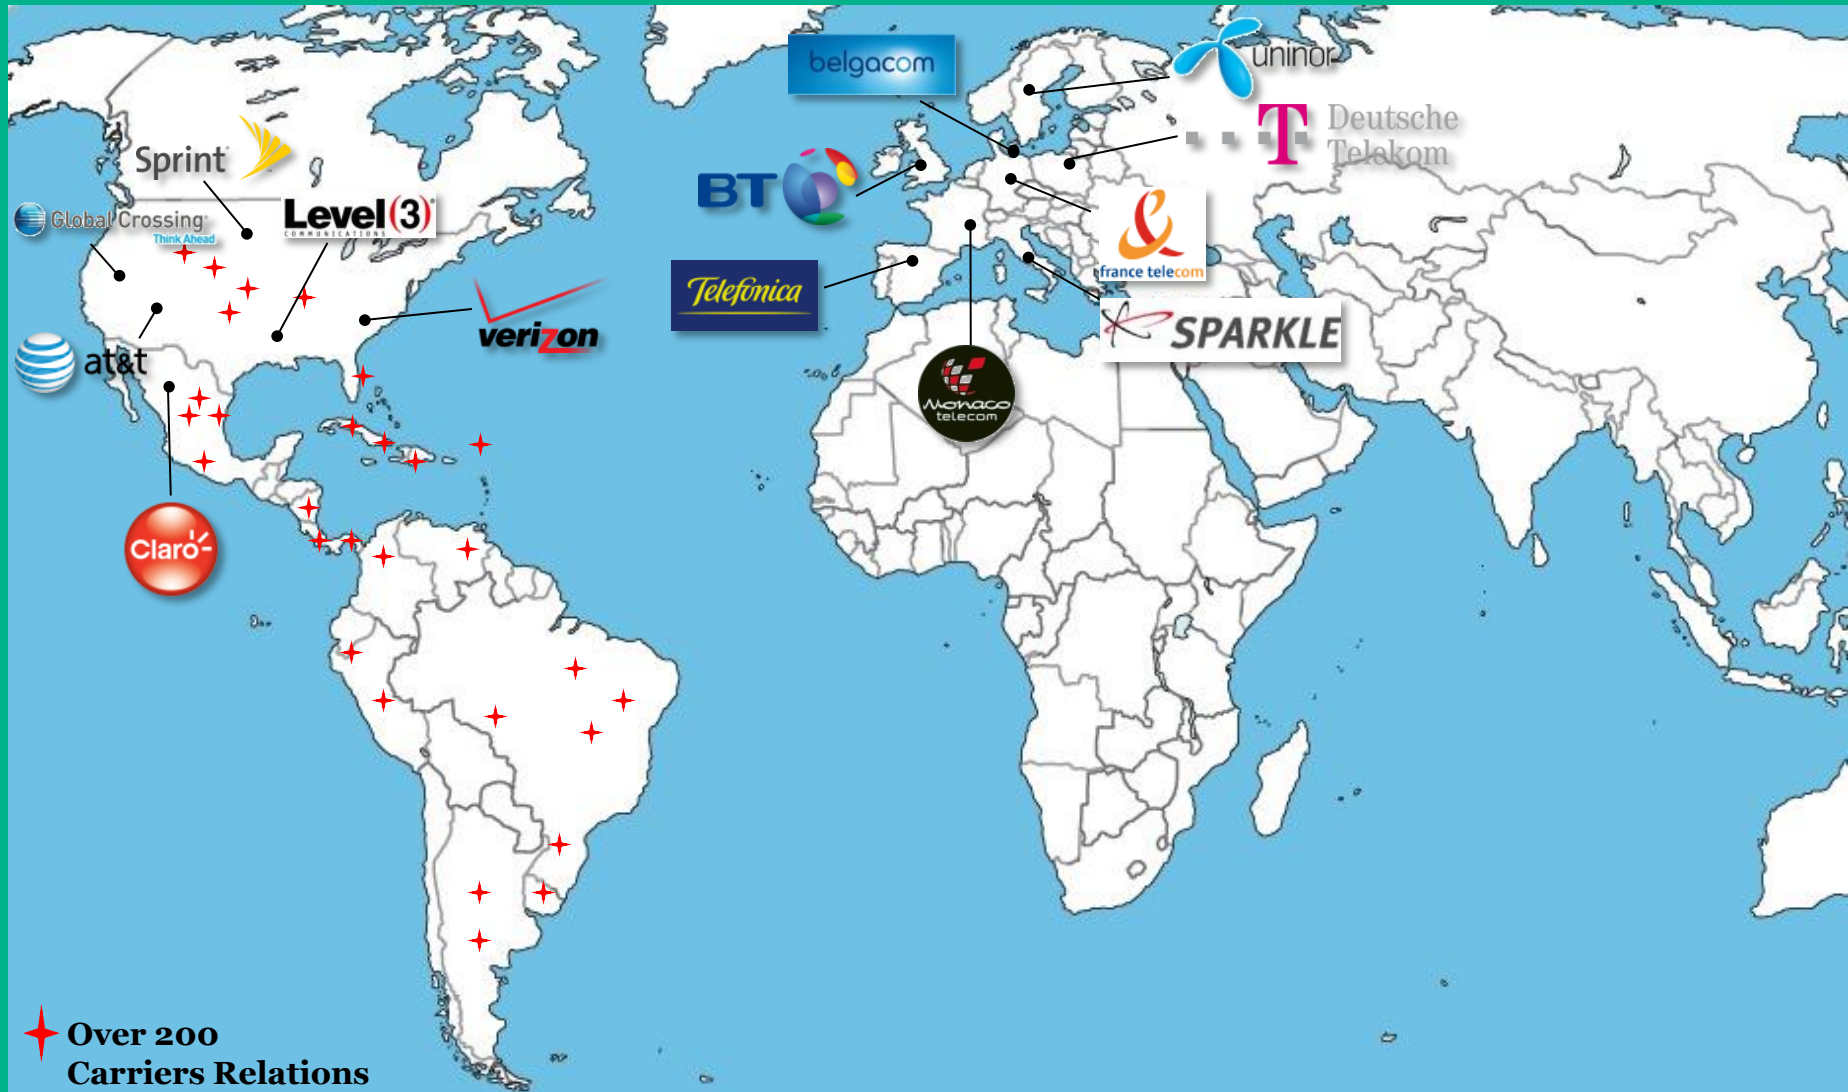 belgacom
uninor
Deutsche
Telekom
T
Sprint
BT
Global Crossing
Think Ahead
Level (3)
COMMUNICATIONS
france telecom
Telefónica
verizon
SPARKLE
at&t
Monaco
telecom
Claro
Over 200
Carriers Relations